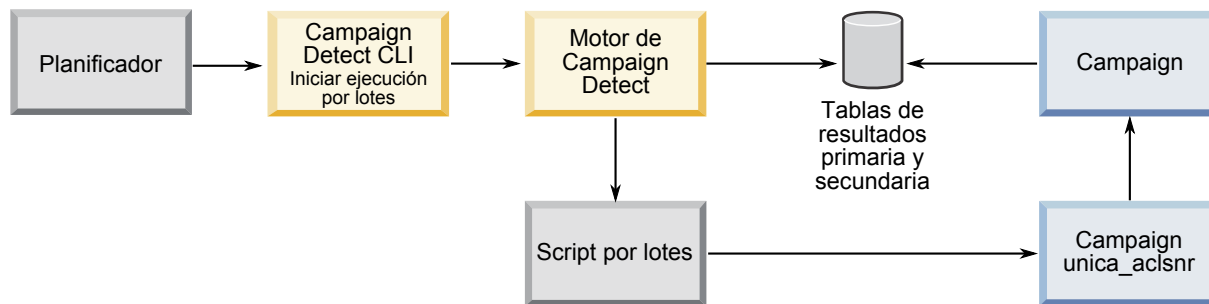 Planificador
Campaign
Detect CLI
Iniciar ejecución
por lotes
Motor de
Campaign
Detect
Tablas de
resultados
primaria y
secundaria
Campaign
Script por lotes
Campaign
unica_aclsnr